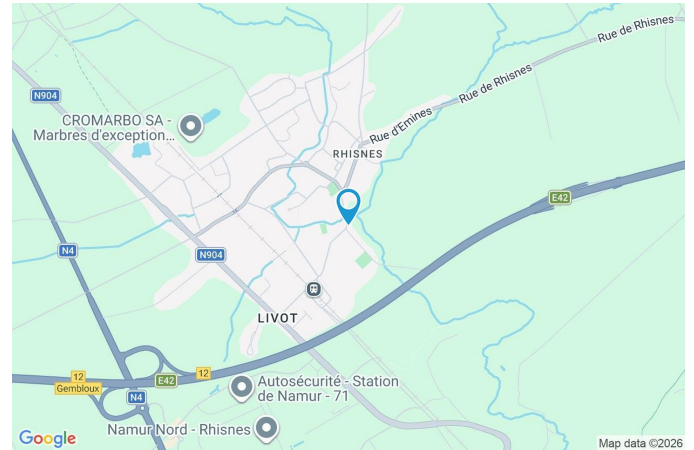 Rue de Rhisnes
Rue de Rhisnes
N904
CROMARBO SA -
Marbres d'exception...
Rue d'Emines
RHISNES
E42
N4
N904
LIVOT
12
Gembloux
E42
12
N4
Autosécurité - Station
de Namur - 71
Namur Nord - Rhisnes
Google
Map data ©2026